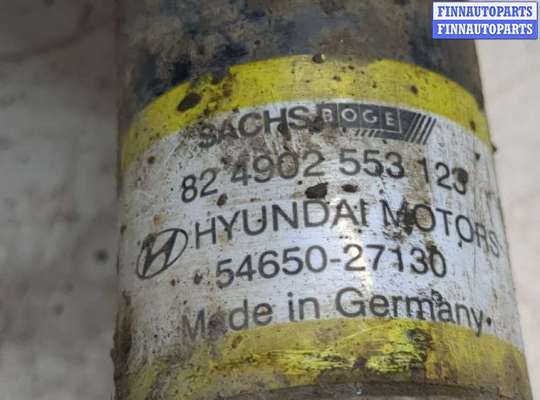 FINNAUTOPARTS
FINNAUTOPARTS
SACHS BOGE
82 4902 553 123
HYUNDAI MOTORS
54650-27130
Made in Germany